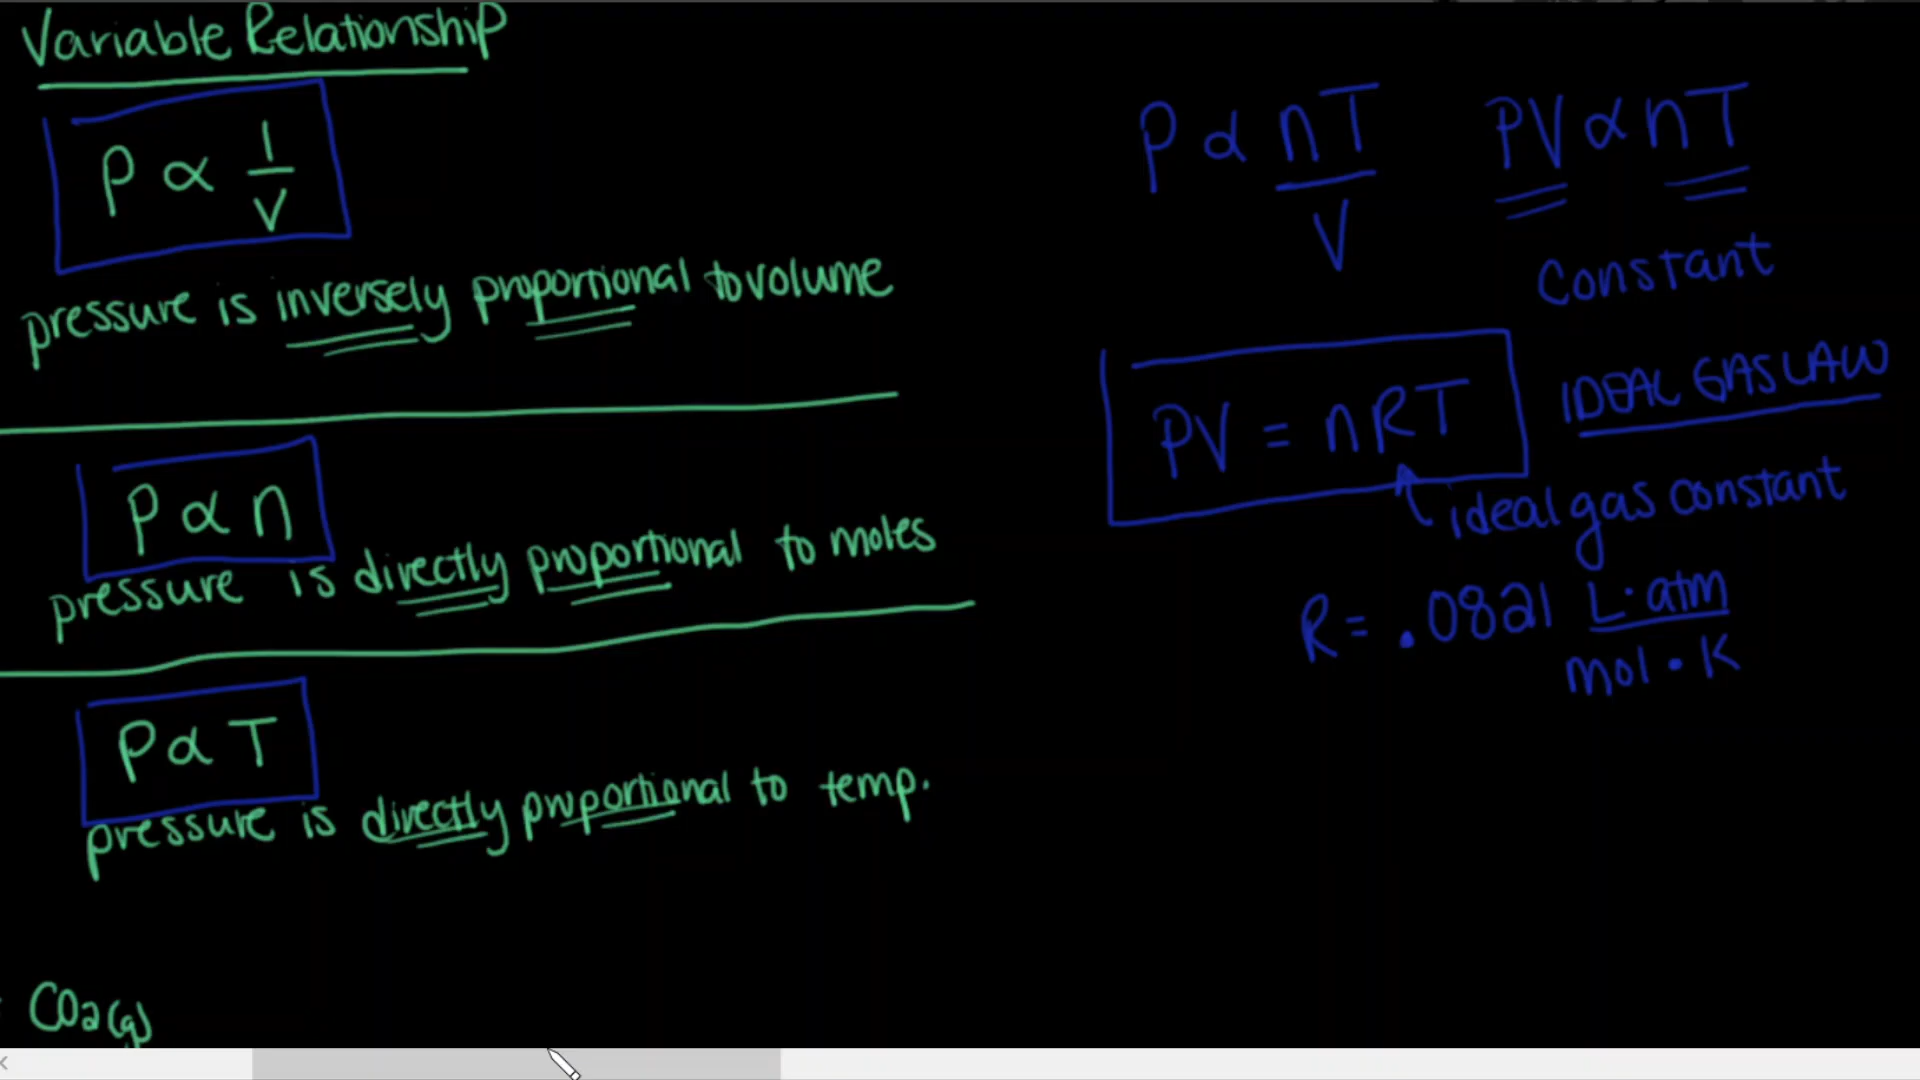 Variable Relationship
P ∝ 1/V
pressure is inversely proportional to volume
P ∝ n
pressure is directly proportional to moles
P ∝ T
pressure is directly proportional to temp.
CO2(g)
P ∝ nT/V
PV ∝ nT
Constant
PV = nRT
IDEAL GAS LAW
ideal gas constant
R = .0821 L·atm/mol·K